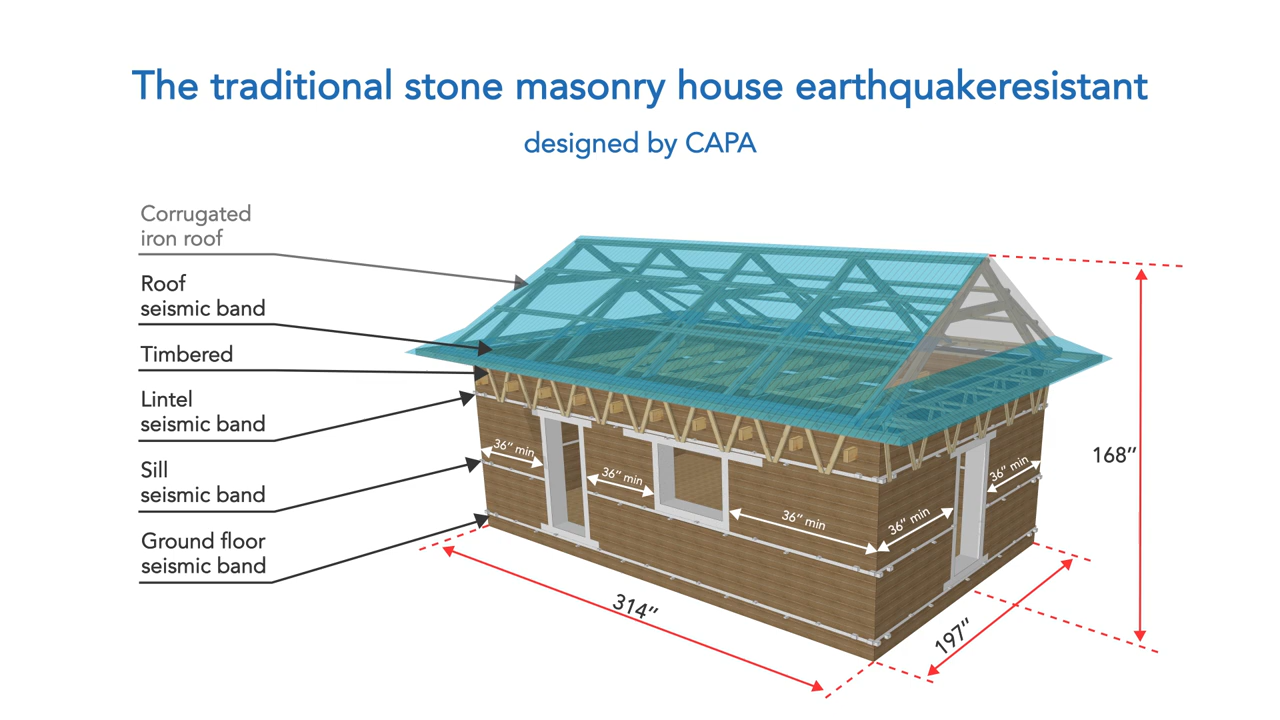 The traditional stone masonry house earthquakeresistant
designed by CAPA
Corrugated
iron roof
Roof
seismic band
Timbered
Lintel
seismic band
Sill
seismic band
Ground floor
seismic band
36” min
36” min
36” min
36” min
36” min
168”
314”
197”